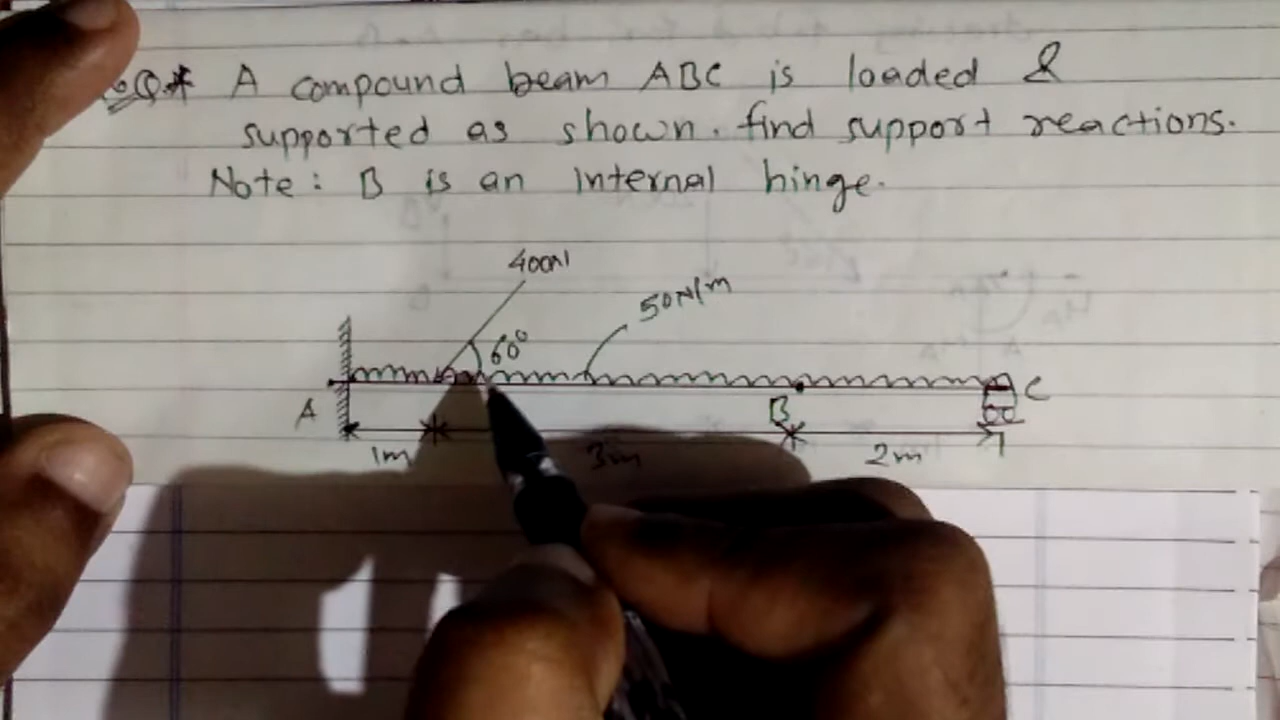 Q* A compound beam ABC is loaded &
supported as shown. find support reactions.
Note: B is an internal hinge.
400N
50N/m
60°
A
B
C
1m
3m
2m